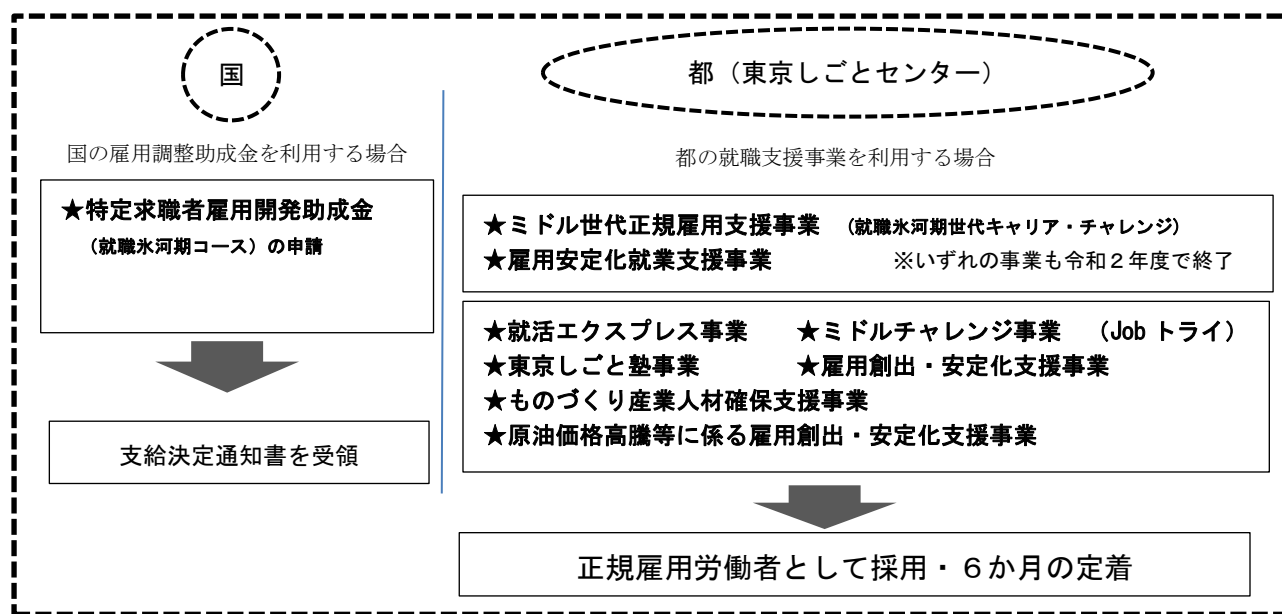 国
国の雇用調整助成金を利用する場合
★特定求職者雇用開発助成金
（就職氷河期コース）の申請
支給決定通知書を受領
都（東京しごとセンター）
都の就職支援事業を利用する場合
★ミドル世代正規雇用支援事業　（就職氷河期世代キャリア・チャレンジ）
★雇用安定化就業支援事業　※いずれの事業も令和２年度で終了
★就活エクスプレス事業　★ミドルチャレンジ事業　（Job トライ）
★東京しごと塾事業　★雇用創出・安定化支援事業
★ものづくり産業人材確保支援事業
★原油価格高騰等に係る雇用創出・安定化支援事業
正規雇用労働者として採用・６か月の定着